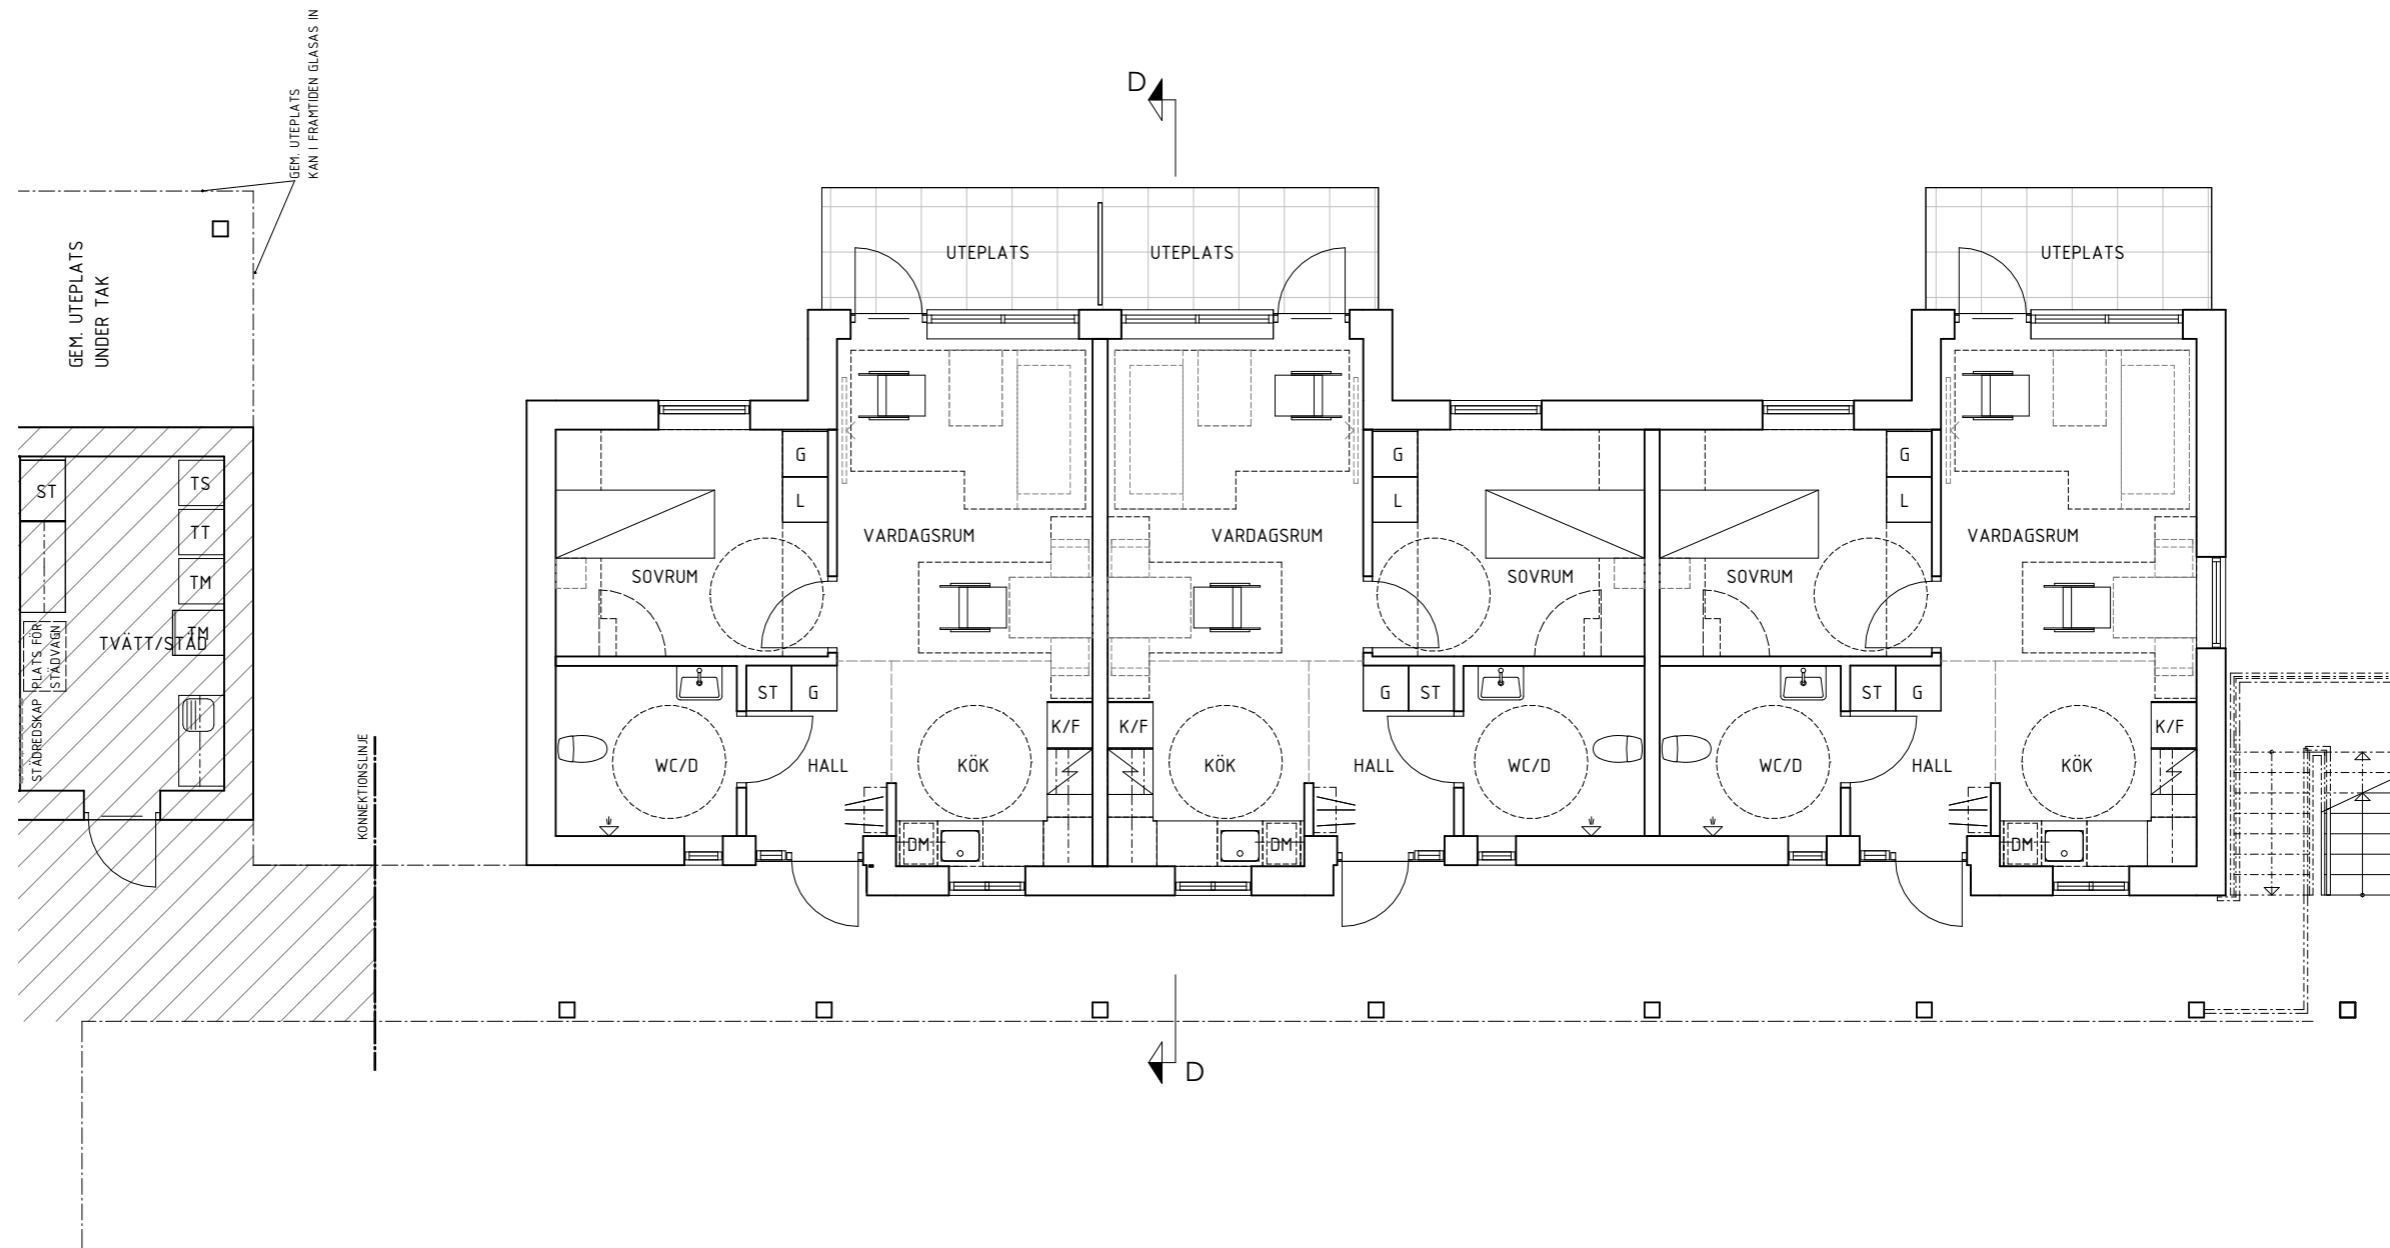 GEM. UTEPLATS
KAN I FRAMTIDEN GLASAS IN
D
GEM. UTEPLATS
UNDER TAK
UTEPLATS
UTEPLATS
UTEPLATS
ST
TS
TT
TM
TM
TVÄTT/STÄD
PLATS FÖR
STÄDVAGN
STÄDREDSKAP
KONNEKTIONSLINJE
G
L
VARDAGSRUM
SOVRUM
ST
G
K/F
WC/D
HALL
KÖK
DM
VARDAGSRUM
G
L
SOVRUM
K/F
G
ST
KÖK
HALL
WC/D
DM
G
L
SOVRUM
VARDAGSRUM
ST
G
K/F
WC/D
HALL
KÖK
DM
D